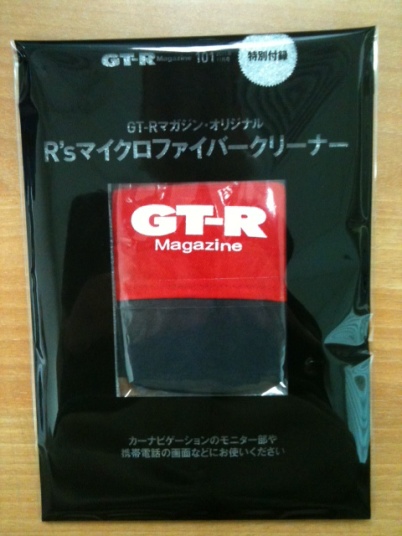 GT-R Magazine 101
特別付録
GT-Rマガジン・オリジナル
R'sマイクロファイバークリーナー
GT-R
Magazine
カーナビゲーションのモニター部や
携帯電話の画面などにお使いください